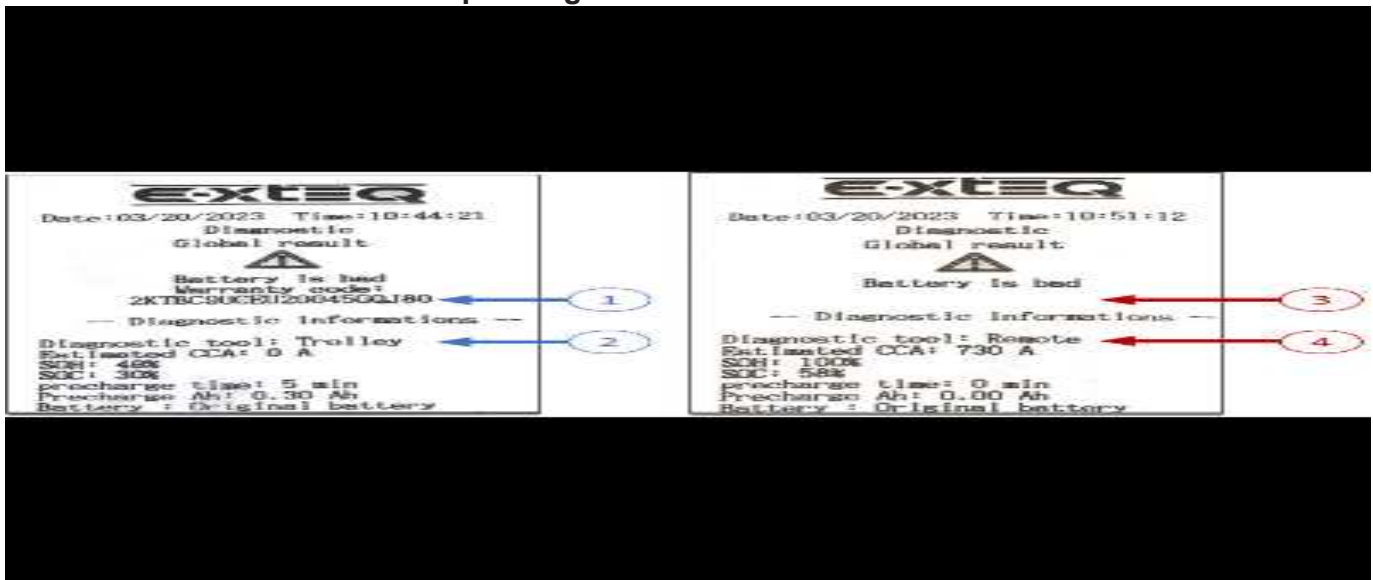 E-XTEQ
Date:03/20/2023 Time:10:44:21
Diagnostic
Global result
Battery is bad
Warranty code:
-- Diagnostic Informations --
Diagnostic tool: Trolley
Estimated CCA: 0 A
SOH:
SOC: 30%
precharge time: 5 min
Precharge Ah: 0.30 Ah
Battery : Original battery
1
2
E-XTEQ
Date:03/20/2023 Time:10:51:12
Diagnostic
Global result
Battery is bad
-- Diagnostic Informations --
Diagnostic tool: Remote
Estimated CCA: 730 A
SOH: 100%
SOC: 58%
precharge time: 0 min
Precharge Ah: 0.00 Ah
Battery : Original battery
3
4